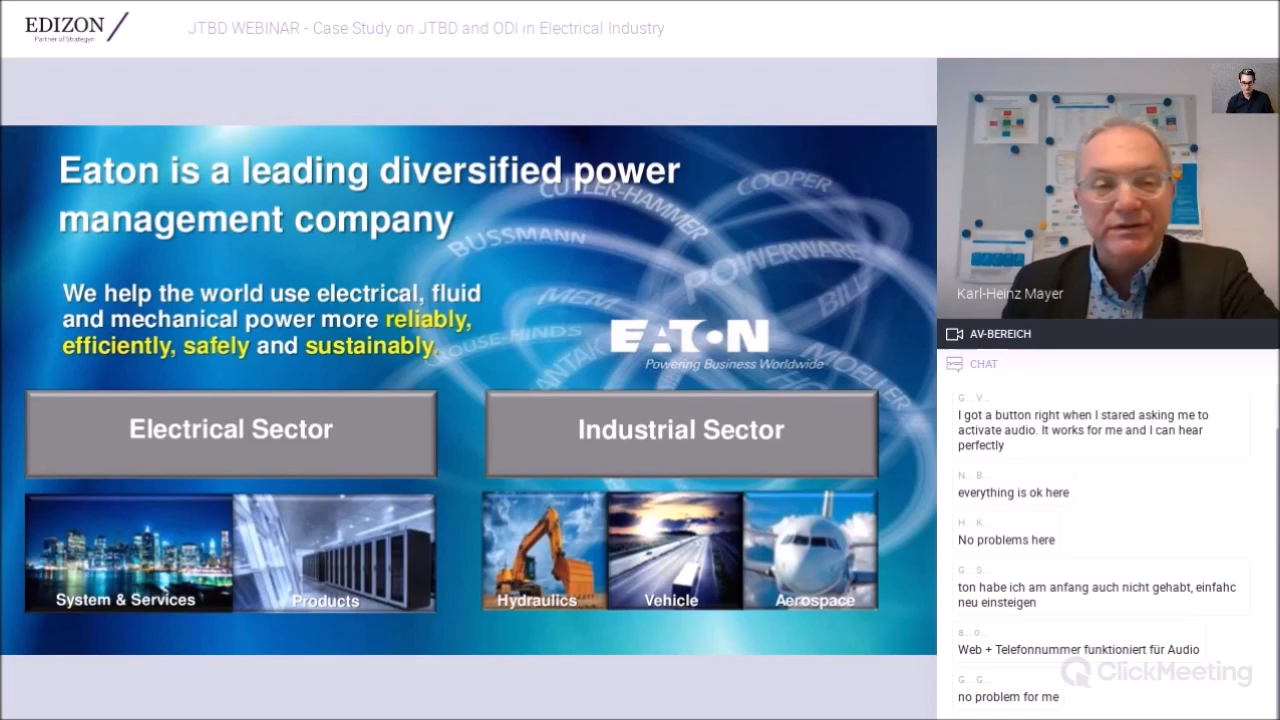 EDIZON
Partner of Strategyn
JTBD WEBINAR - Case Study on JTBD and ODI in Electrical Industry
Eaton is a leading diversified power
management company
We help the world use electrical, fluid
and mechanical power more reliably,
efficiently, safely and sustainably.
CUTLER-HAMMER
COOPER
BUSSMANN
POWERWARE
BILL
MEM
OUSE-HINDS
MOELLER
EATON
Powering Business Worldwide
Electrical Sector
Industrial Sector
System & Services
Products
Hydraulics
Vehicle
Aerospace
Karl-Heinz Mayer
AV-BEREICH
CHAT
G... V...
I got a button right when I stared asking me to
activate audio. It works for me and I can hear
perfectly
N... B...
everything is ok here
H... K...
No problems here
G... S...
ton habe ich am anfang auch nicht gehabt, einfahc
neu einsteigen
a... o...
Web + Telefonnummer funktioniert für Audio
G... G...
no problem for me
ClickMeeting